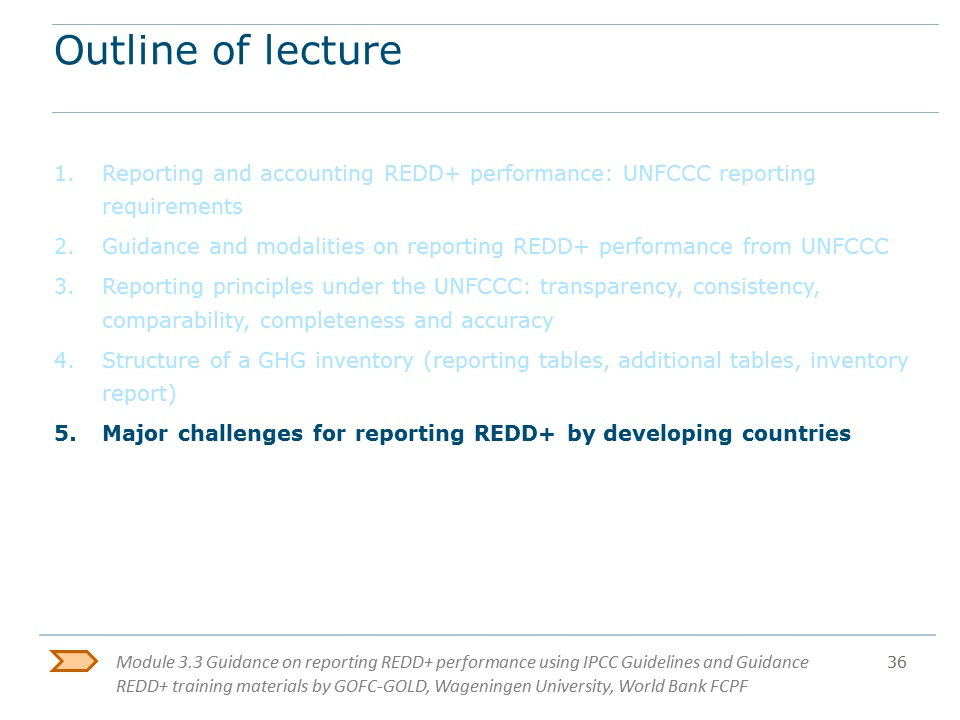 Outline of lecture
1. Reporting and accounting REDD+ performance: UNFCCC reporting
requirements
2. Guidance and modalities on reporting REDD+ performance from UNFCCC
3. Reporting principles under the UNFCCC: transparency, consistency,
comparability, completeness and accuracy
4. Structure of a GHG inventory (reporting tables, additional tables, inventory
report)
5. Major challenges for reporting REDD+ by developing countries
Module 3.3 Guidance on reporting REDD+ performance using IPCC Guidelines and Guidance
REDD+ training materials by GOFC-GOLD, Wageningen University, World Bank FCPF
36